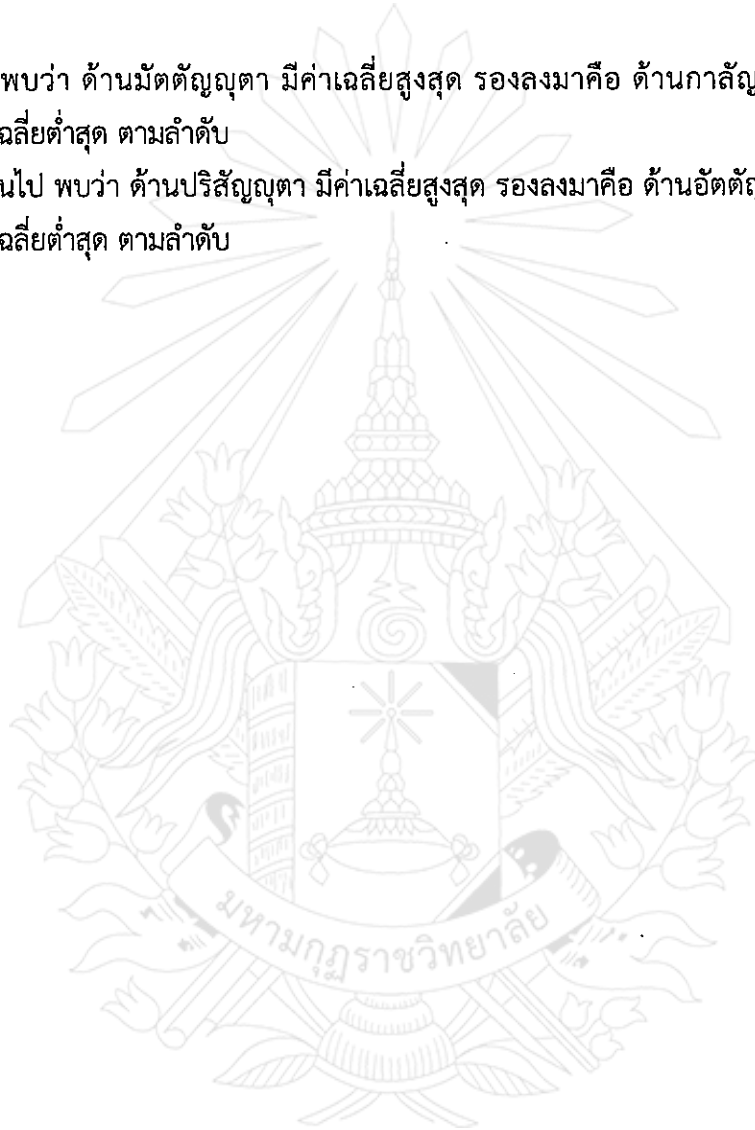 พบว่า ด้านมัตตัญญุตา มีค่าเฉลี่ยสูงสุด รองลงมาคือ ด้านกาลัญ
ฉลี่ยต่ำสุด ตามลำดับ
นไป พบว่า ด้านปริสัญญุตา มีค่าเฉลี่ยสูงสุด รองลงมาคือ ด้านอัตตัญ
ฉลี่ยต่ำสุด ตามลำดับ
มหามกุฏราชวิทยาลัย